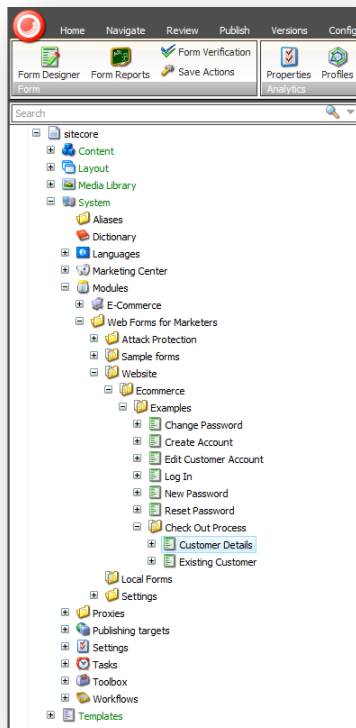 Home Navigate Review Publish Versions Config
Form Designer Form Reports Form Verification Save Actions Properties Profiles
Form Analytics
Search
sitecore
Content
Layout
Media Library
System
Aliases
Dictionary
Languages
Marketing Center
Modules
E-Commerce
Web Forms for Marketers
Attack Protection
Sample forms
Website
Ecommerce
Examples
Change Password
Create Account
Edit Customer Account
Log In
New Password
Reset Password
Check Out Process
Customer Details
Existing Customer
Local Forms
Settings
Proxies
Publishing targets
Settings
Tasks
Toolbox
Workflows
Templates